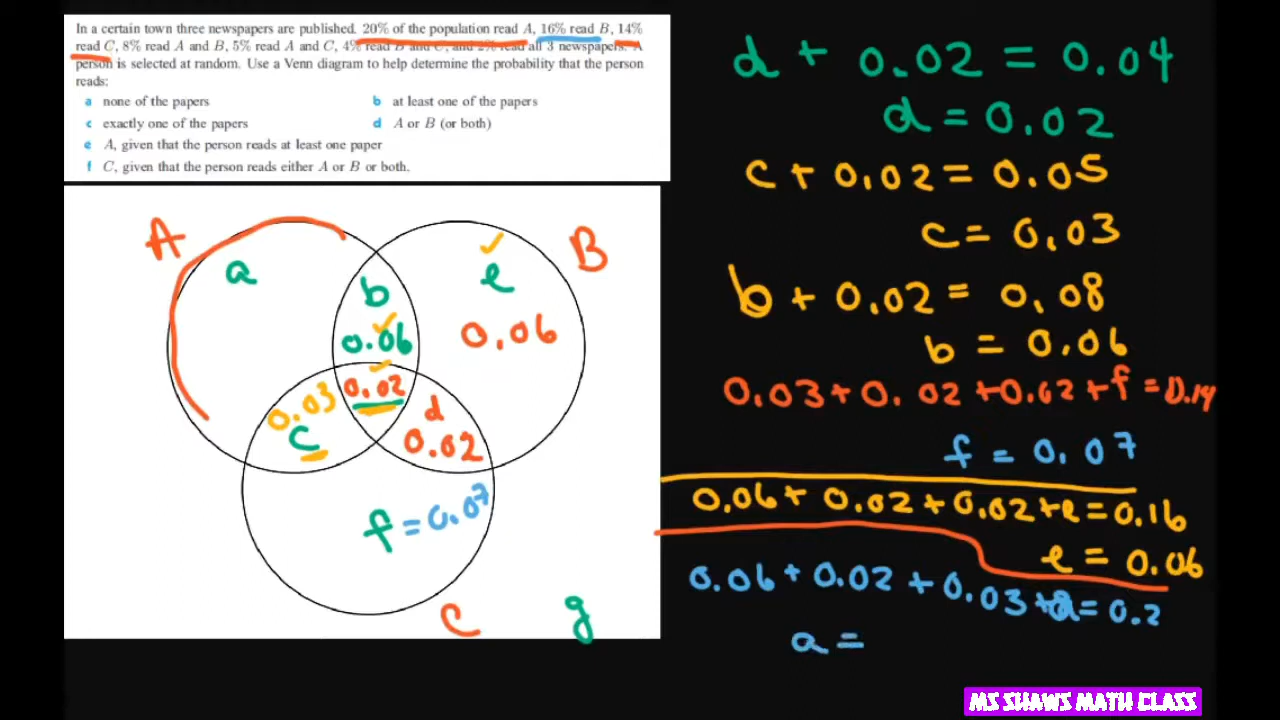 In a certain town three newspapers are published. 20% of the population read A, 16% read B, 14%
read C, 8% read A and B, 5% read A and C, 4% read B and C, and 2% read all 3 newspapers. A
person is selected at random. Use a Venn diagram to help determine the probability that the person
reads:
a none of the papers
b at least one of the papers
c exactly one of the papers
d A or B (or both)
e A, given that the person reads at least one paper
f C, given that the person reads either A or B or both.
A
B
a
b
e
0.06
0.06
0.03
0.02
c
d
0.02
f = 0.07
C
g
d + 0.02 = 0.04
d = 0.02
c + 0.02 = 0.05
c = 0.03
b + 0.02 = 0.08
b = 0.06
0.03 + 0.02 + 0.02 + f = 0.14
f = 0.07
0.06 + 0.02 + 0.02 + e = 0.16
e = 0.06
0.06 + 0.02 + 0.03 + a = 0.2
a =
MS SHAWS MATH CLASS